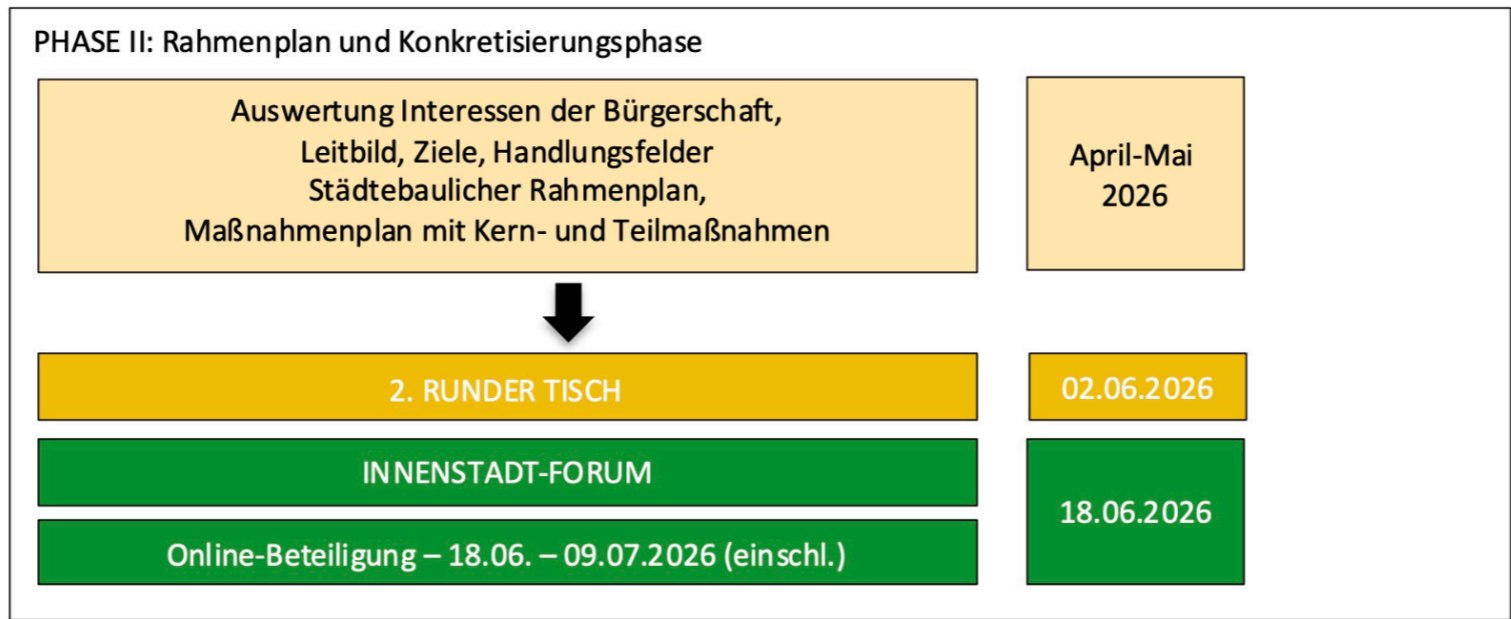 PHASE II: Rahmenplan und Konkretisierungsphase
Auswertung Interessen der Bürgerschaft,
Leitbild, Ziele, Handlungsfelder
Städtebaulicher Rahmenplan,
Maßnahmenplan mit Kern- und Teilmaßnahmen
April-Mai
2026
2. RUNDER TISCH
02.06.2026
INNENSTADT-FORUM
18.06.2026
Online-Beteiligung – 18.06. – 09.07.2026 (einschl.)